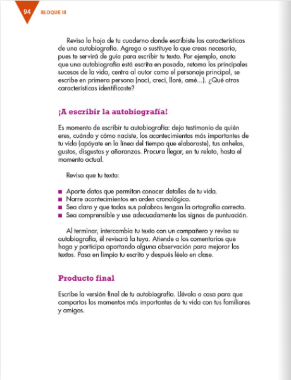 94 BLOQUE III
Revisa la hoja de tu cuaderno donde escribiste las características
de una autobiografía. Agrega o sustituye lo que creas necesario,
pues te servirá de guía para escribir tu texto. Por ejemplo, anota
que una autobiografía está escrita en pasado, retoma los principales
sucesos de la vida, centra al autor como el personaje principal, se
escribe en primera persona (nací, crecí, lloré, amé...). ¿Qué otras
características identificaste?
¡A escribir la autobiografía!
Es momento de escribir tu autobiografía: deja testimonio de quién
eres, cuándo y cómo naciste, los acontecimientos más importantes de
tu vida (apóyate en la línea del tiempo que elaboraste), tus anhelos,
gustos, disgustos y añoranzas. Procura llegar, en tu relato, hasta el
momento actual.
Revisa que tu texto:
■ Aporte datos que permitan conocer detalles de tu vida.
■ Narre acontecimientos en orden cronológico.
■ Sea claro y que todas sus palabras tengan la ortografía correcta.
■ Sea comprensible y use adecuadamente los signos de puntuación.
Al terminar, intercambia tu texto con un compañero y revisa su
autobiografía, él revisará la tuya. Atiende a los comentarios que
haga y participa aportando alguna observación para mejorar los
textos. Pasa en limpio tu escrito y después léelo en clase.
Producto final
Escribe la versión final de tu autobiografía. Llévala a casa para que
compartas los momentos más importantes de tu vida con tus familiares
y amigos.